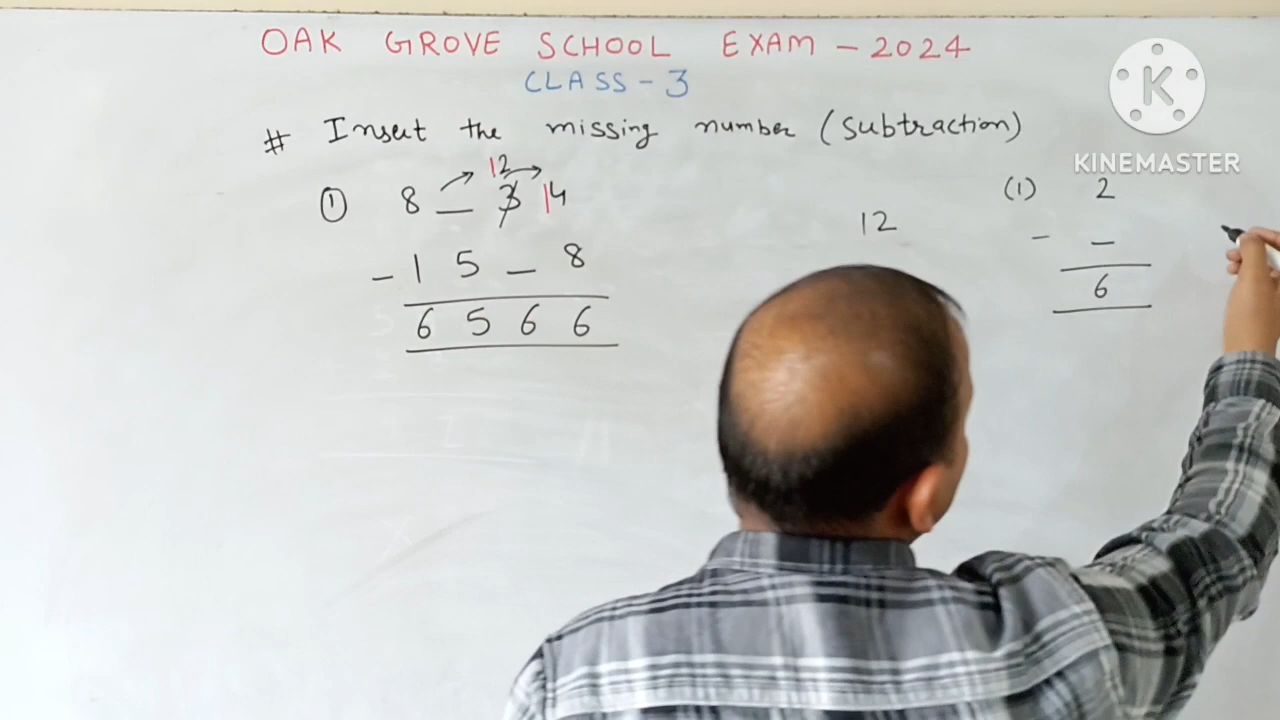 OAK GROVE SCHOOL EXAM - 2024
CLASS - 3
# Insert the missing number (subtraction)
12
① 8 _ 3 14
- 1 5 _ 8
6 5 6 6
12
(1) 2
- _
6
K
KINEMASTER